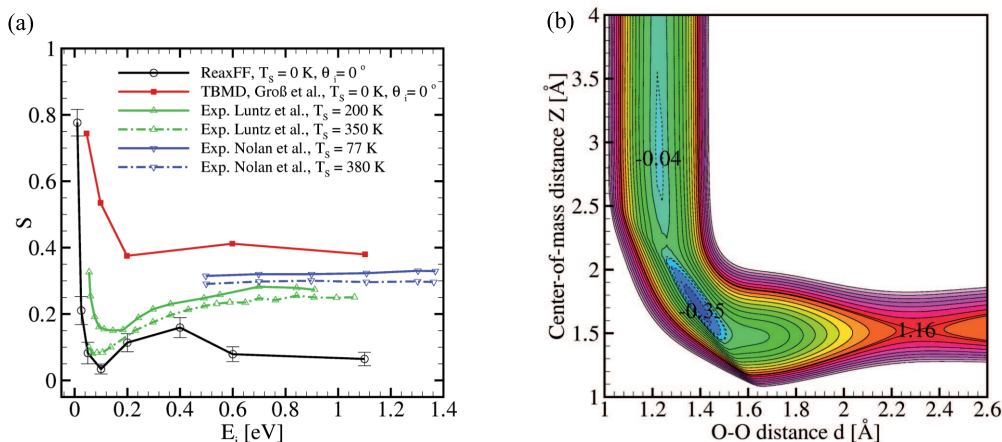 (a)
1
0.8
0.6
0.4
0.2
0
S
0 0.2 0.4 0.6 0.8 1 1.2 1.4
E_i [eV]
ReaxFF, T_S = 0 K, θ_i = 0 °
TBMD, Groß et al., T_S = 0 K, θ_i = 0 °
Exp. Luntz et al., T_S = 200 K
Exp. Luntz et al., T_S = 350 K
Exp. Nolan et al., T_S = 77 K
Exp. Nolan et al., T_S = 380 K
(b)
4
3.5
3
2.5
2
1.5
1
Center-of-mass distance Z [Å]
-0.04
-0.35
1.16
1 1.2 1.4 1.6 1.8 2 2.2 2.4 2.6
O-O distance d [Å]